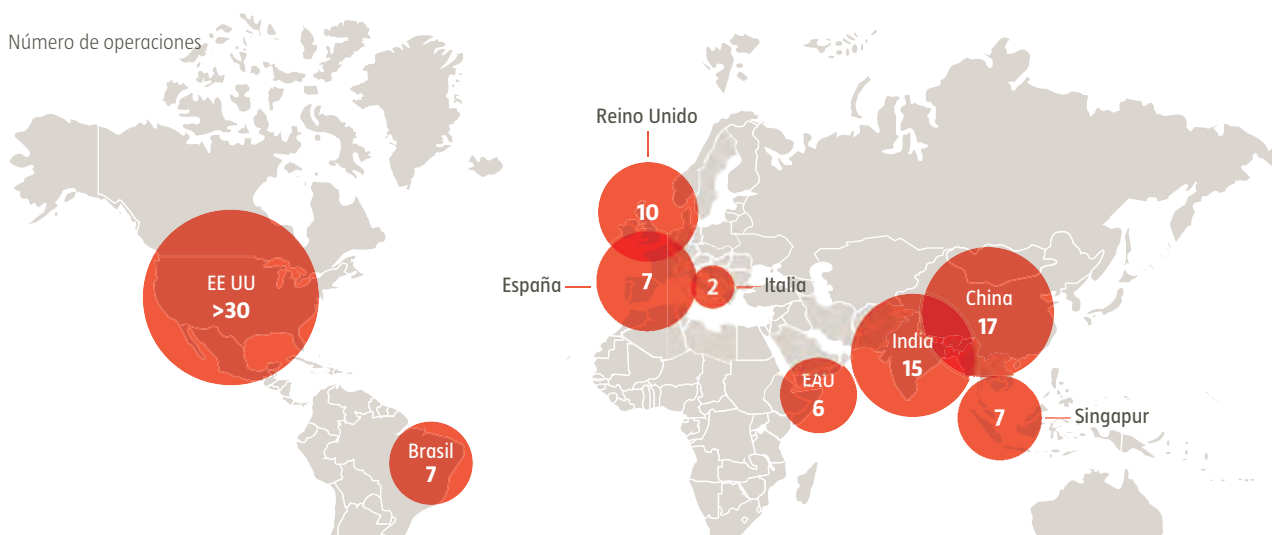 Número de operaciones
Reino Unido
10
España
7
2
Italia
EE UU
>30
China
17
India
15
EAU
6
7
Singapur
Brasil
7